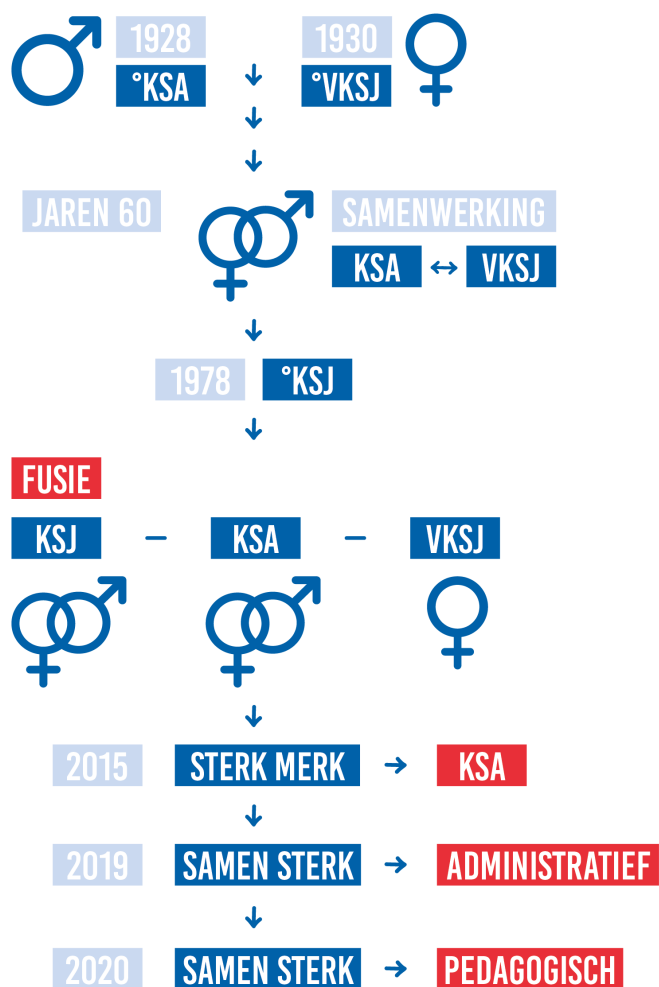 1928 1930
°KSA °VKSJ
JAREN 60 SAMENWERKING
KSA VKSJ
1978 °KSJ
FUSIE
KSJ – KSA – VKSJ
2015 STERK MERK KSA
2019 SAMEN STERK ADMINISTRATIEF
2020 SAMEN STERK PEDAGOGISCH